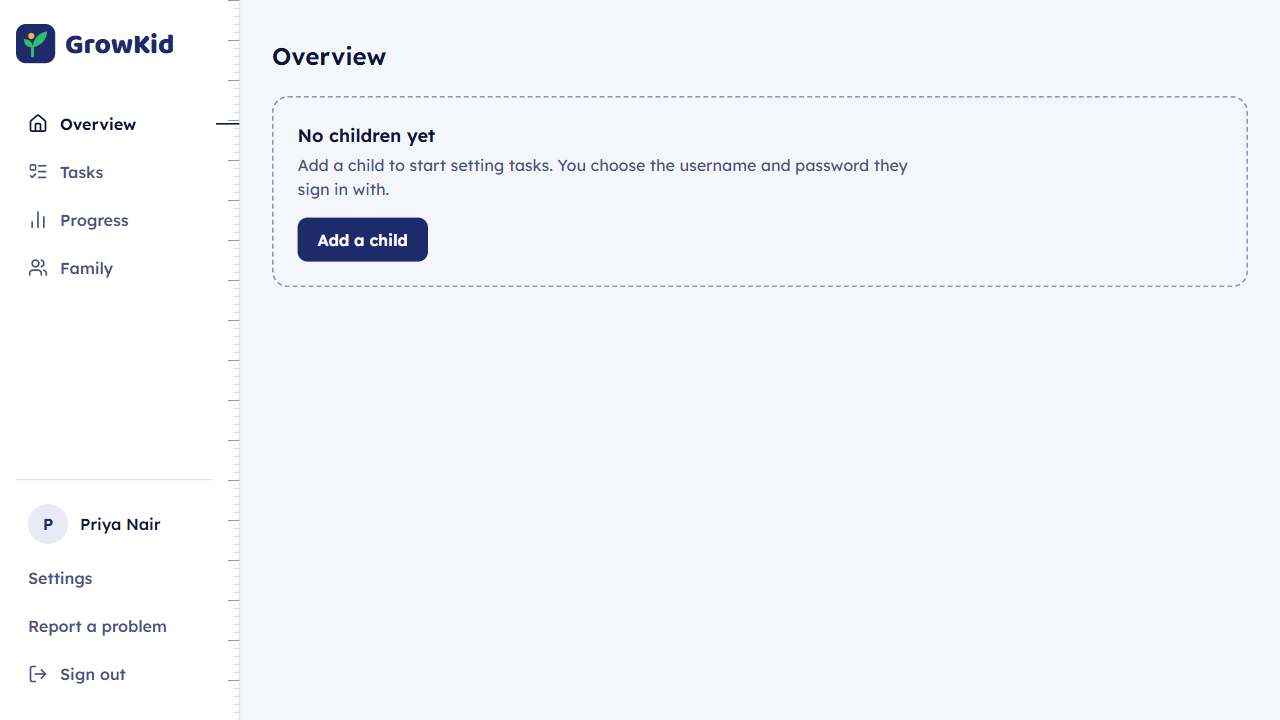 GrowKid
Overview
Tasks
Progress
Family
P
Priya Nair
Settings
Report a problem
Sign out
Overview
No children yet
Add a child to start setting tasks. You choose the username and password they
sign in with.
Add a child